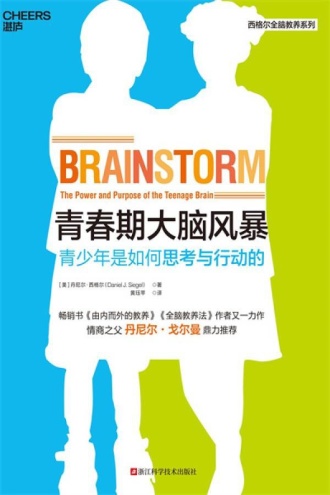 CHEERS
湛庐
西格尔全脑教养系列
BRAINSTORM
The Power and Purpose of the Teenage Brain
青春期大脑风暴
青少年是如何思考与行动的
[美]丹尼尔·西格尔(Daniel J. Siegel) 著
黄珏苹 译
畅销书《由内而外的教养》《全脑教养法》作者又一力作
情商之父 丹尼尔·戈尔曼 鼎力推荐
浙江科学技术出版社